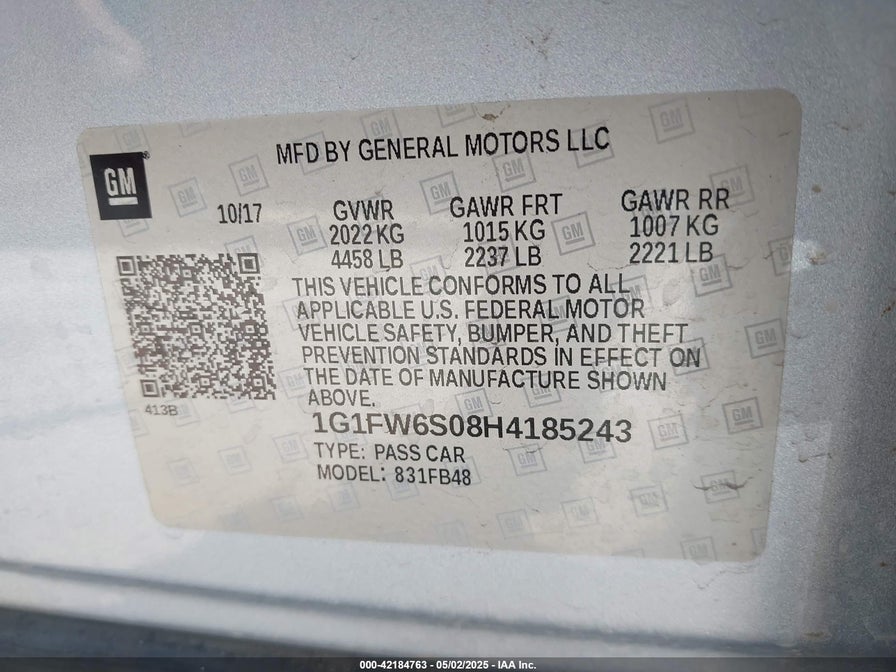 MFD BY GENERAL MOTORS LLC
GM
10/17
GVWR GAWR FRT GAWR RR
2022 KG 1015 KG 1007 KG
4458 LB 2237 LB 2221 LB
THIS VEHICLE CONFORMS TO ALL
APPLICABLE U.S. FEDERAL MOTOR
VEHICLE SAFETY, BUMPER, AND THEFT
PREVENTION STANDARDS IN EFFECT ON
THE DATE OF MANUFACTURE SHOWN
ABOVE.
413B
1G1FW6S08H4185243
TYPE: PASS CAR
MODEL: 831FB48
000-42184763 - 05/02/2025 - IAA Inc.